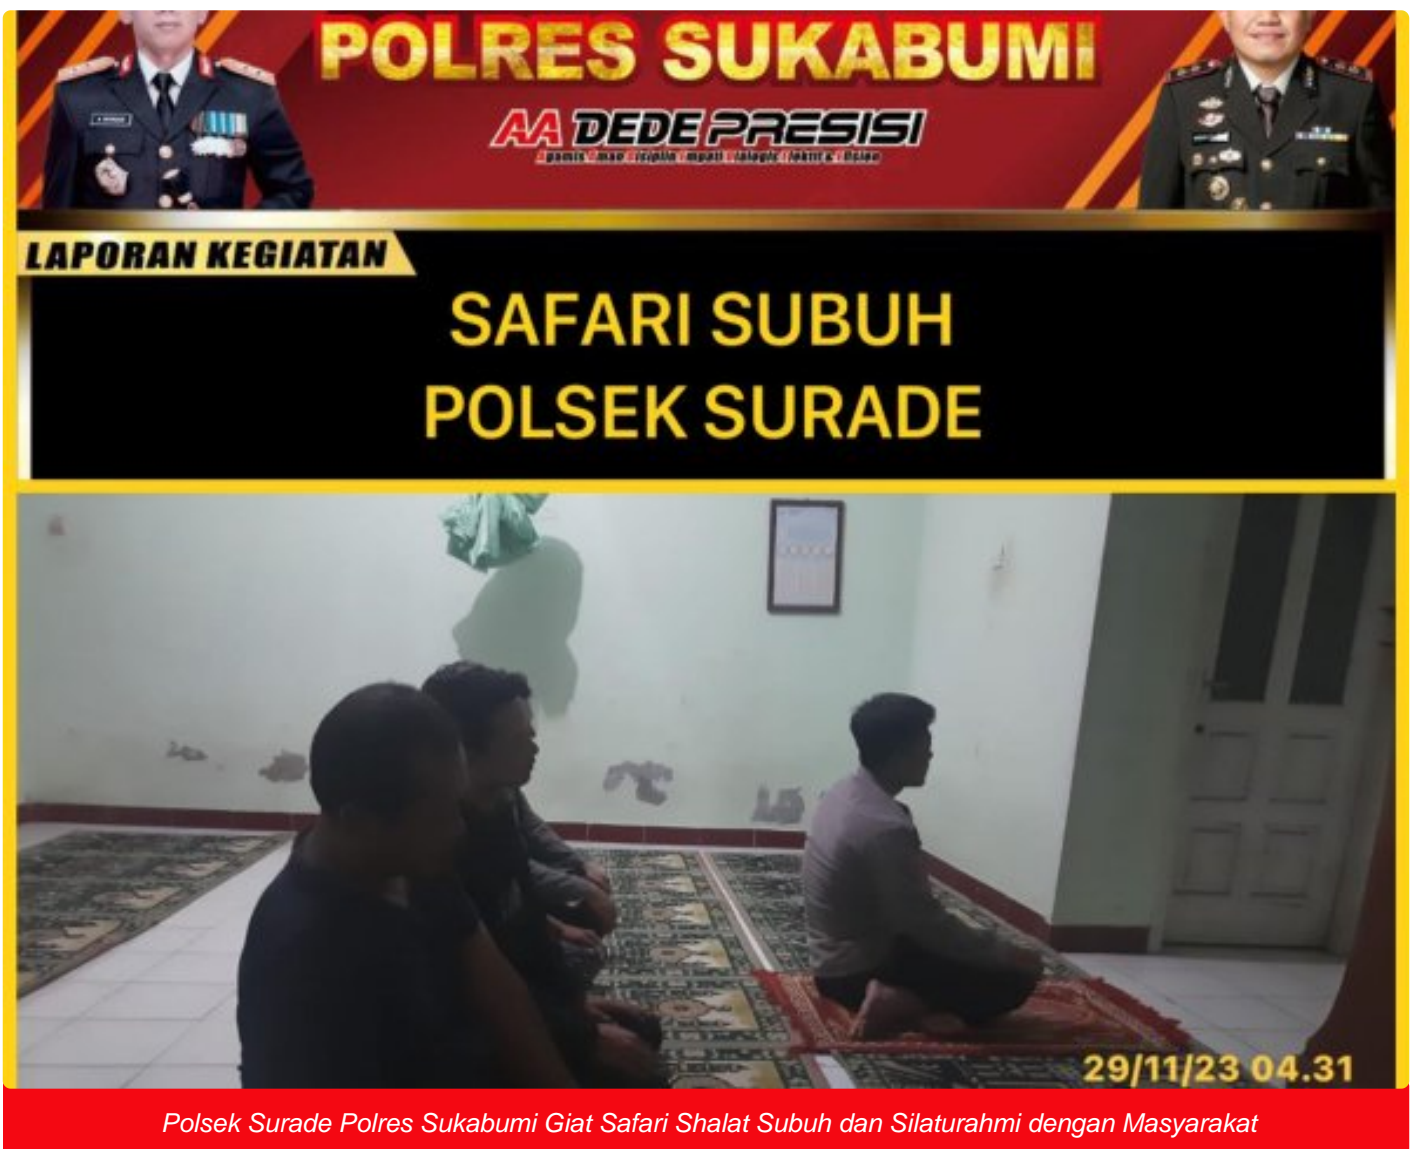 POLRES SUKABUMI
AA DEDE PRESISI
LAPORAN KEGIATAN
SAFARI SUBUH
POLSEK SURADE
29/11/23 04.31
Polsek Surade Polres Sukabumi Giat Safari Shalat Subuh dan Silaturahmi dengan Masyarakat